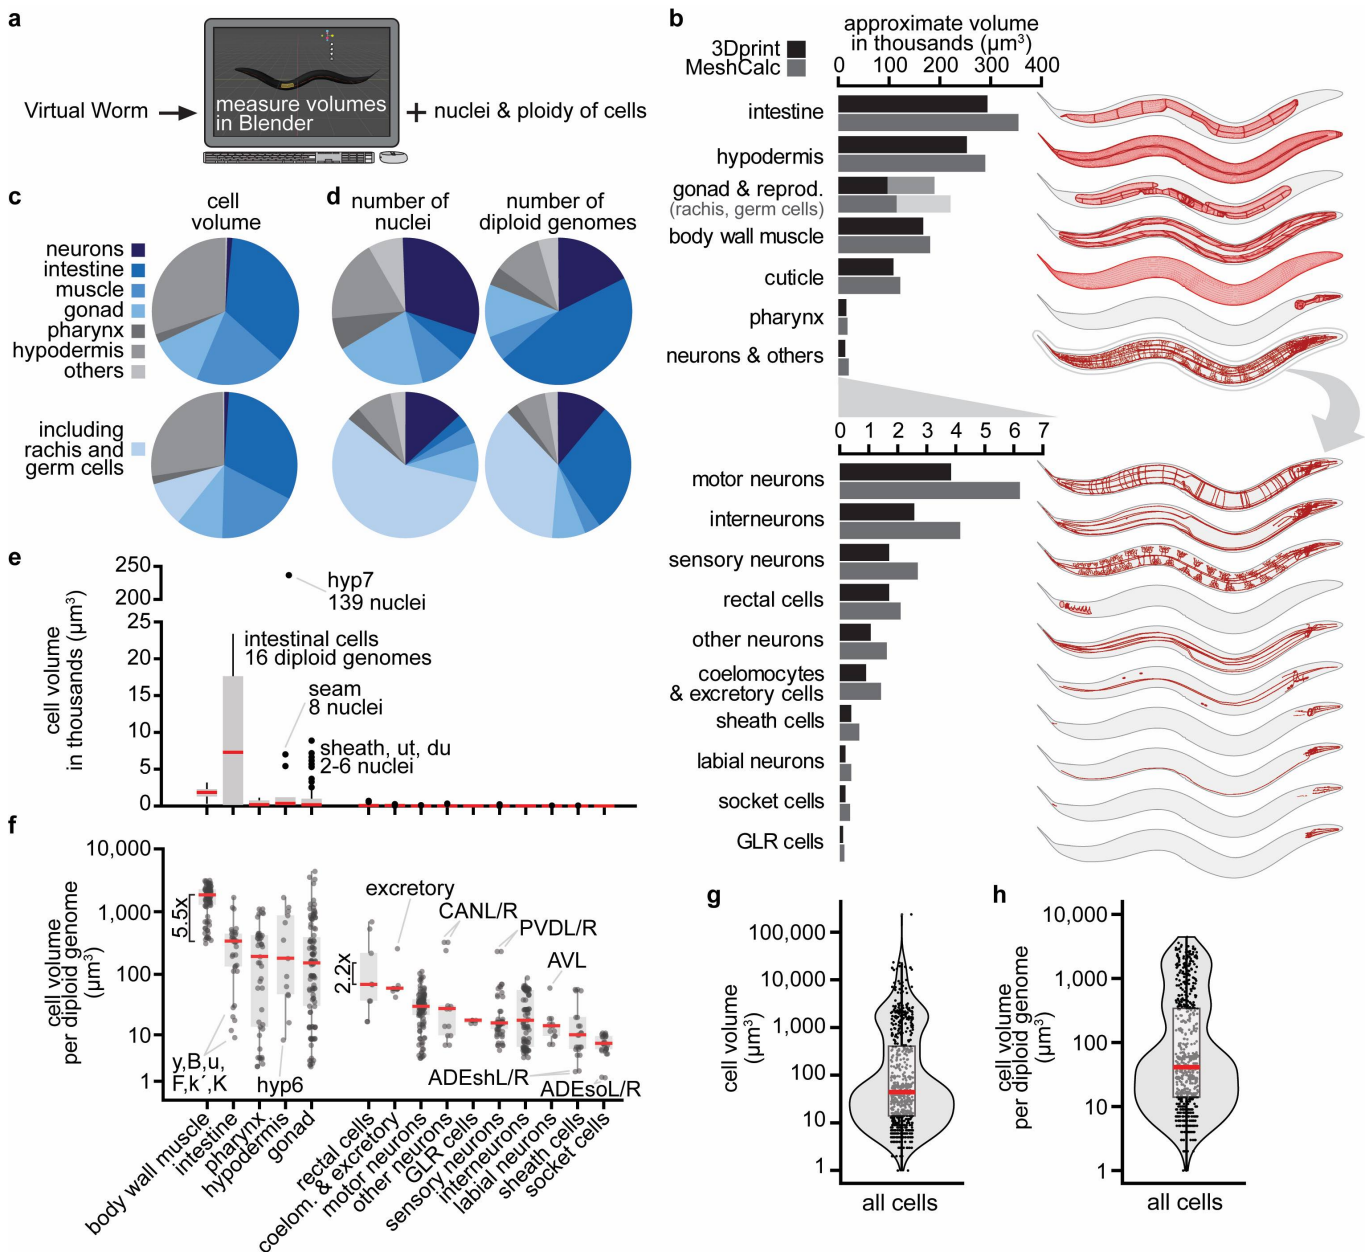 a
Virtual Worm
measure volumes
in Blender
+ nuclei & ploidy of cells
b
approximate volume
in thousands (µm³)
3Dprint
MeshCalc
0 100 200 300 400
intestine
hypodermis
gonad & reprod.
(rachis, germ cells)
body wall muscle
cuticle
pharynx
neurons & others
0 1 2 3 4 5 6 7
motor neurons
interneurons
sensory neurons
rectal cells
other neurons
coelomocytes
& excretory cells
sheath cells
labial neurons
socket cells
GLR cells
c
cell
volume
neurons
intestine
muscle
gonad
pharynx
hypodermis
others
including
rachis and
germ cells
d
number of
nuclei
number of
diploid genomes
e
cell volume
in thousands (µm³)
250
200
25
20
15
10
5
0
hyp7
139 nuclei
intestinal cells
16 diploid genomes
seam
8 nuclei
sheath, ut, du
2-6 nuclei
f
cell volume
per diploid genome
(µm³)
10,000
1,000
100
10
1
5.5x
2.2x
excretory
CANL/R
PVDL/R
AVL
y,B,u,
F,k´,K
hyp6
ADEshL/R
ADEsoL/R
body wall muscle
intestine
pharynx
hypodermis
gonad
rectal cells
coelom. & excretory
motor neurons
other neurons
GLR cells
sensory neurons
interneurons
labial neurons
sheath cells
socket cells
g
cell volume
(µm³)
100,000
10,000
1,000
100
10
1
all cells
h
cell volume
per diploid genome
(µm³)
10,000
1,000
100
10
1
all cells